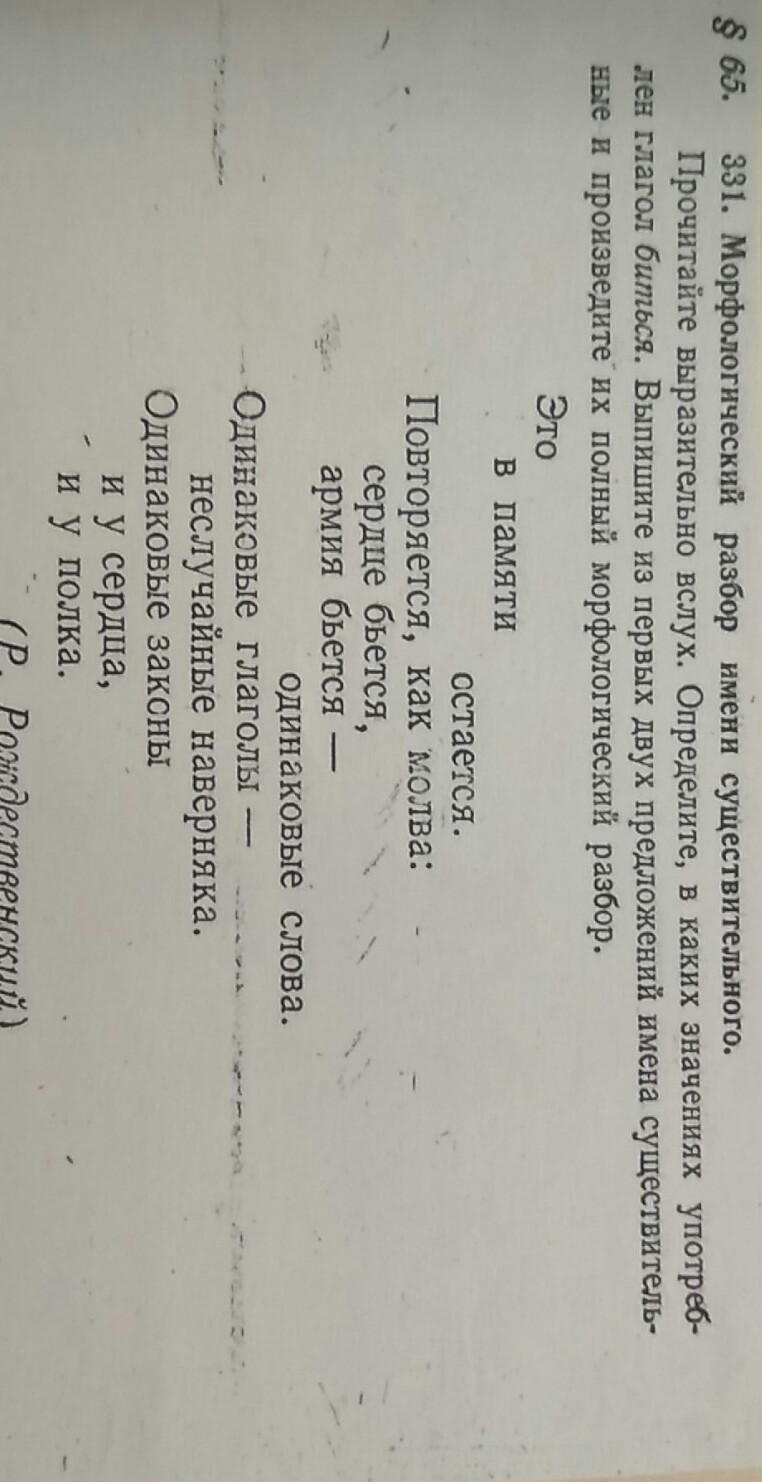 § 65. 331. Морфологический разбор имени существительного.
Прочитайте выразительно вслух. Определите, в каких значениях употреб-
лен глагол биться. Выпишите из первых двух предложений имена существитель-
ные и произведите их полный морфологический разбор.
Это
в памяти
остается.
Повторяется, как молва:
сердце бьется,
армия бьется —
одинаковые слова.
Одинаковые глаголы —
неслучайные наверняка.
Одинаковые законы
и у сердца,
и у полка.
(Р. Рождественский)